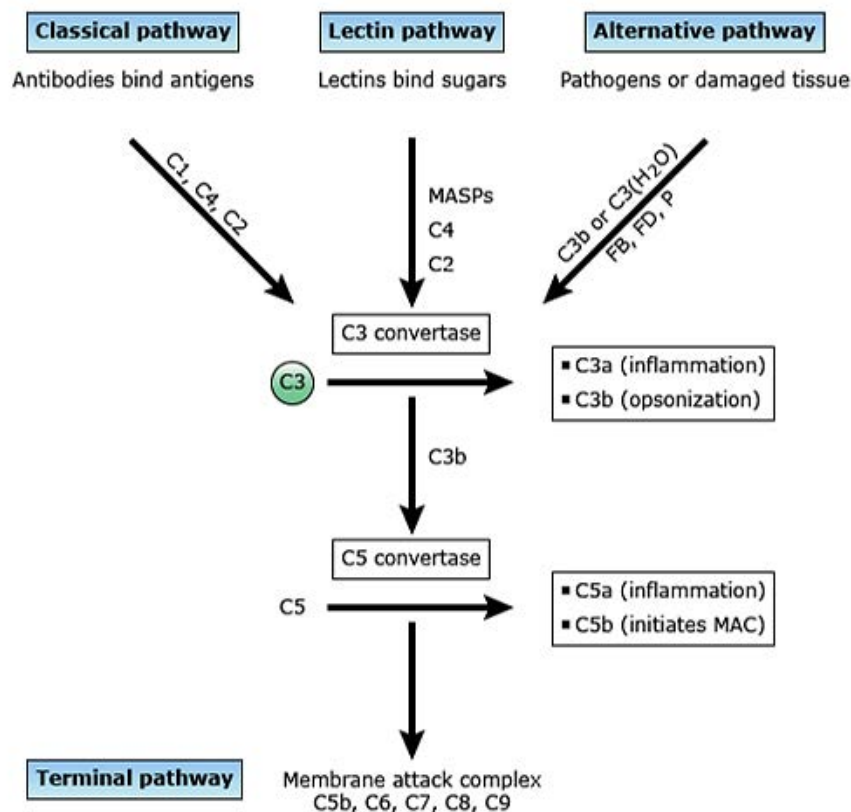 Classical pathway
Antibodies bind antigens
Lectin pathway
Lectins bind sugars
Alternative pathway
Pathogens or damaged tissue
C1, C4, C2
MASPs
C4
C2
C3b or C3(H₂O)
FB, FD, P
C3 convertase
C3
▪ C3a (inflammation)
▪ C3b (opsonization)
C3b
C5 convertase
C5
▪ C5a (inflammation)
▪ C5b (initiates MAC)
Terminal pathway
Membrane attack complex
C5b, C6, C7, C8, C9